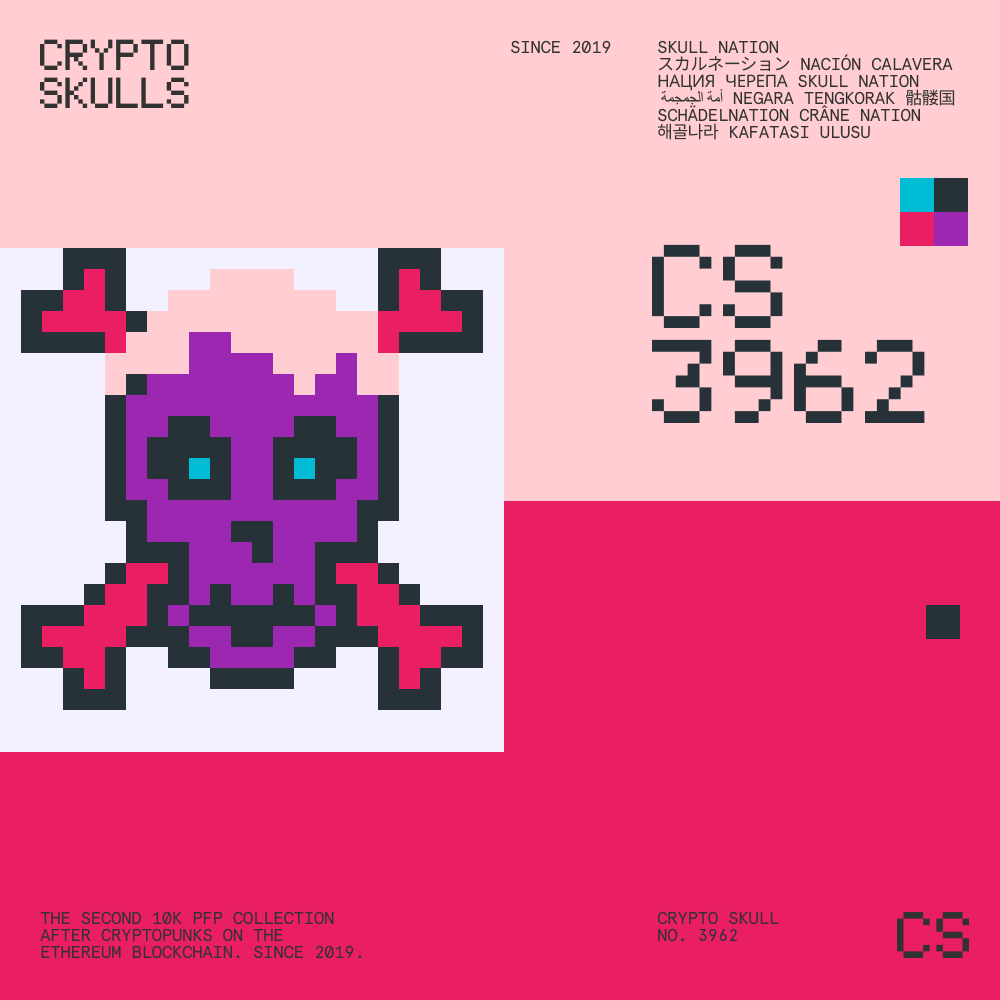 CRYPTO
SKULLS
SINCE 2019
SKULL NATION
スカルネーション NACIÓN CALAVERA
НАЦИЯ ЧЕРЕПА SKULL NATION
أمة الجمجمة NEGARA TENGKORAK 骷髅国
SCHÄDELNATION CRÂNE NATION
해골나라 KAFATASI ULUSU
CS
3962
THE SECOND 10K PFP COLLECTION
AFTER CRYPTOPUNKS ON THE
ETHEREUM BLOCKCHAIN. SINCE 2019.
CRYPTO SKULL
NO. 3962
CS